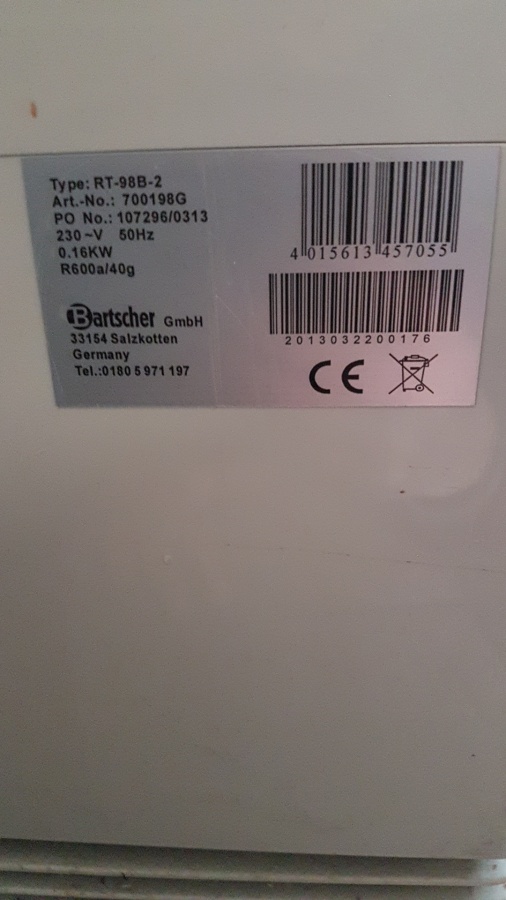 Type: RT-98B-2
Art.-No.: 700198G
PO No.: 107296/0313
230 ~V 50Hz
0.16KW
R600a/40g
Bartscher GmbH
33154 Salzkotten
Germany
Tel.:0180 5 971 197
4 015613 457055
2013032200176
CE